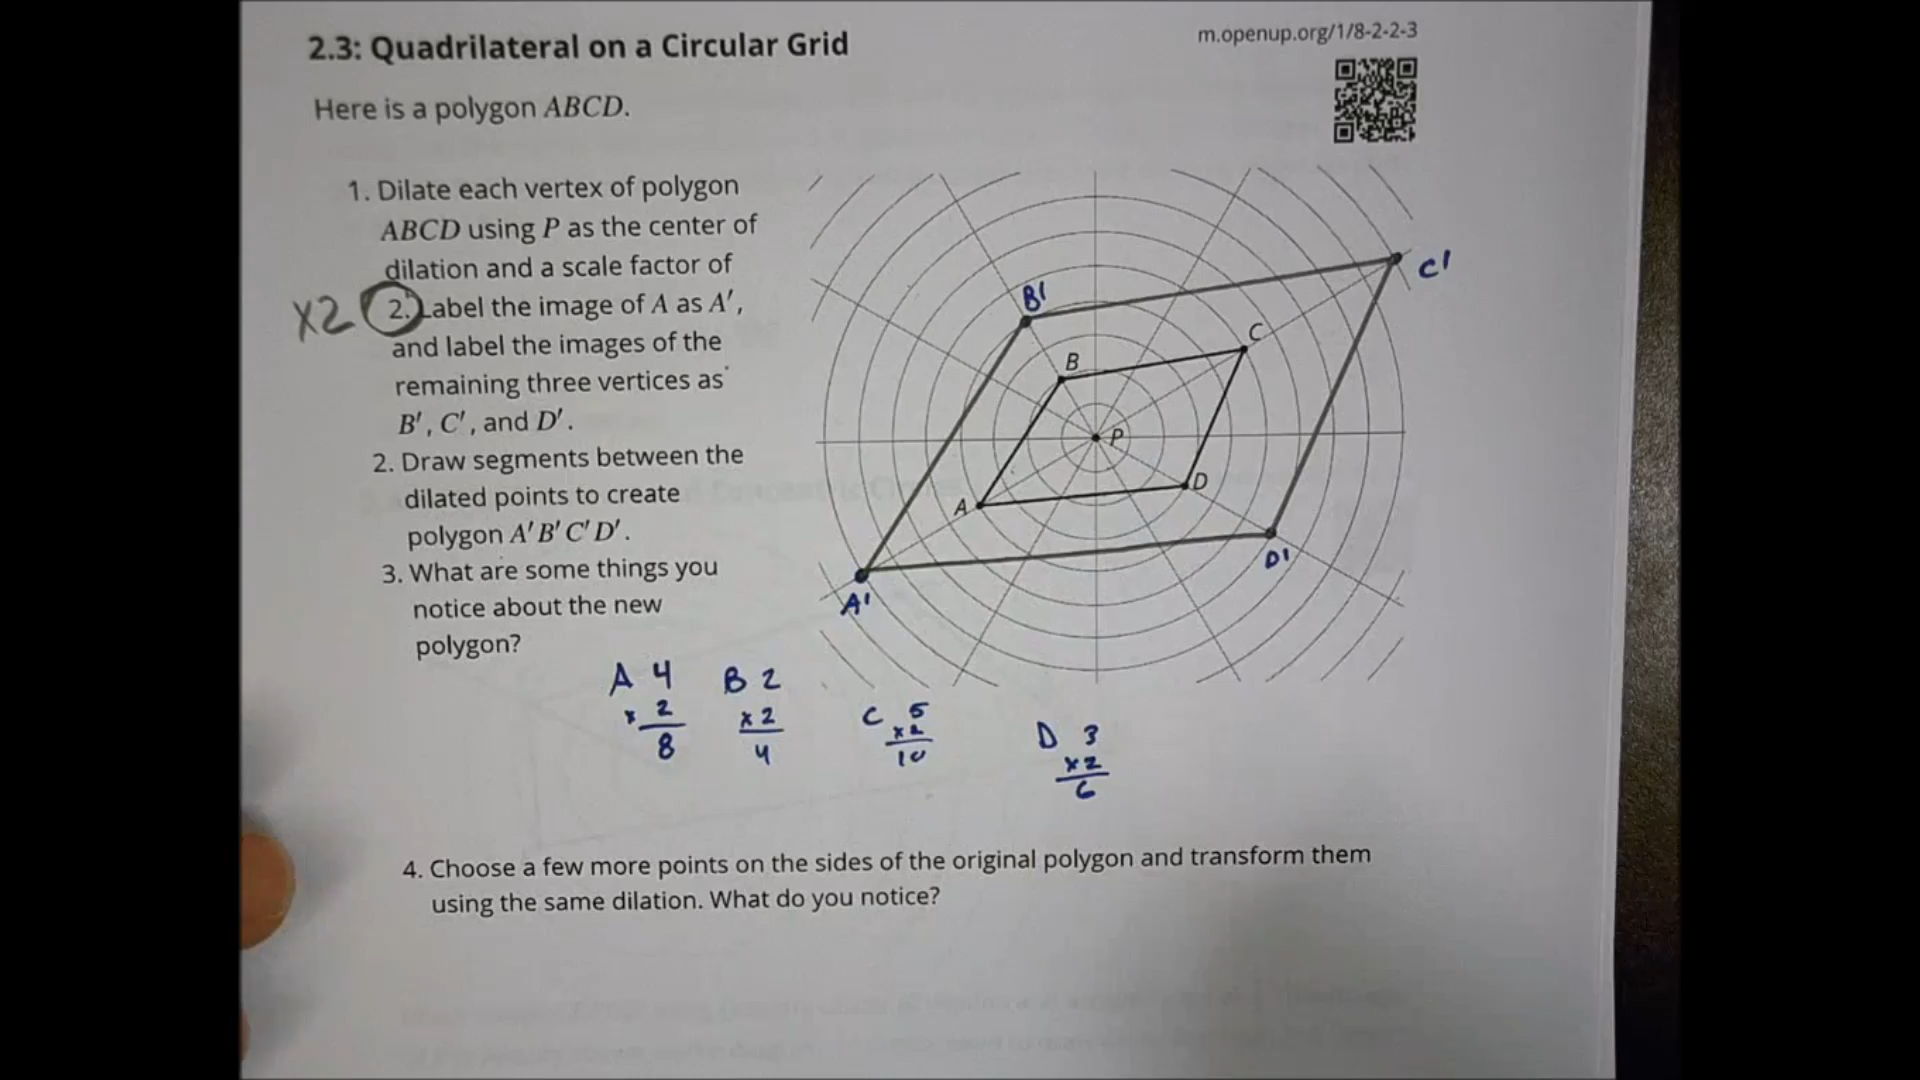 2.3: Quadrilateral on a Circular Grid
m.openup.org/1/8-2-2-3
Here is a polygon ABCD.
1. Dilate each vertex of polygon
ABCD using P as the center of
dilation and a scale factor of
x2 2. Label the image of A as A′,
and label the images of the
remaining three vertices as
B′, C′, and D′.
2. Draw segments between the
dilated points to create
polygon A′B′C′D′.
3. What are some things you
notice about the new
polygon?
C'
B'
C
B
P
D
A
D'
A'
A 4
x 2
8
B 2
x 2
4
C 5
x 2
10
D 3
x 2
6
4. Choose a few more points on the sides of the original polygon and transform them
using the same dilation. What do you notice?